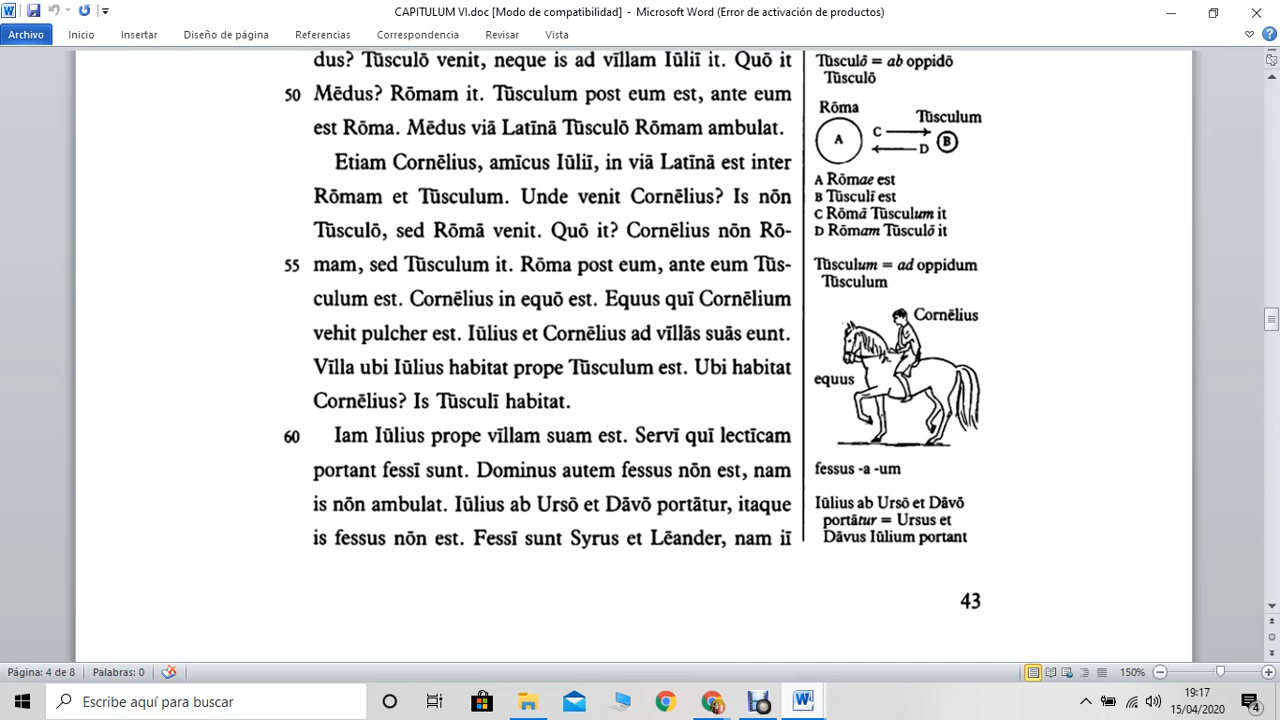 CAPITULUM VI.doc [Modo de compatibilidad] - Microsoft Word (Error de activación de productos)
Archivo Inicio Insertar Diseño de página Referencias Correspondencia Revisar Vista
dus? Tūsculō venit, neque is ad vīllam Iūliī it. Quō it
50 Mēdus? Rōmam it. Tūsculum post eum est, ante eum
est Rōma. Mēdus viā Latīnā Tūsculō Rōmam ambulat.
Etiam Cornēlius, amīcus Iūliī, in viā Latīnā est inter
Rōmam et Tūsculum. Unde venit Cornēlius? Is nōn
Tūsculō, sed Rōmā venit. Quō it? Cornēlius nōn Rō-
55 mam, sed Tūsculum it. Rōma post eum, ante eum Tūs-
culum est. Cornēlius in equō est. Equus quī Cornēlium
vehit pulcher est. Iūlius et Cornēlius ad vīllās suās eunt.
Vīlla ubi Iūlius habitat prope Tūsculum est. Ubi habitat
Cornēlius? Is Tūsculī habitat.
60 Iam Iūlius prope vīllam suam est. Servī quī lectīcam
portant fessī sunt. Dominus autem fessus nōn est, nam
is nōn ambulat. Iūlius ab Ursō et Dāvō portātur, itaque
is fessus nōn est. Fessī sunt Syrus et Lēander, nam iī
Tūsculō = ab oppidō
Tūsculō
Rōma
Tūsculum
A
C
D
B
A Rōmae est
B Tūsculī est
C Rōmā Tūsculum it
D Rōmam Tūsculō it
Tūsculum = ad oppidum
Tūsculum
Cornēlius
equus
fessus -a -um
Iūlius ab Ursō et Dāvō
portātur = Ursus et
Dāvus Iūlium portant
43
Página: 4 de 8 Palabras: 0 150%
Escribe aquí para buscar
9:17
15/04/2020
4